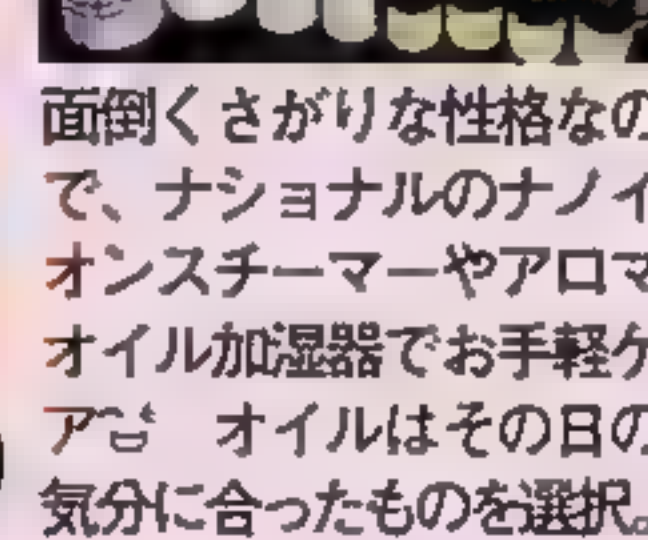 面倒くさがりな性格なの
で、ナショナルのナノイ
オンスチーマーやアロマ
オイル加湿器でお手軽ケ
ア オイルはその日の
気分に合ったものを選択。